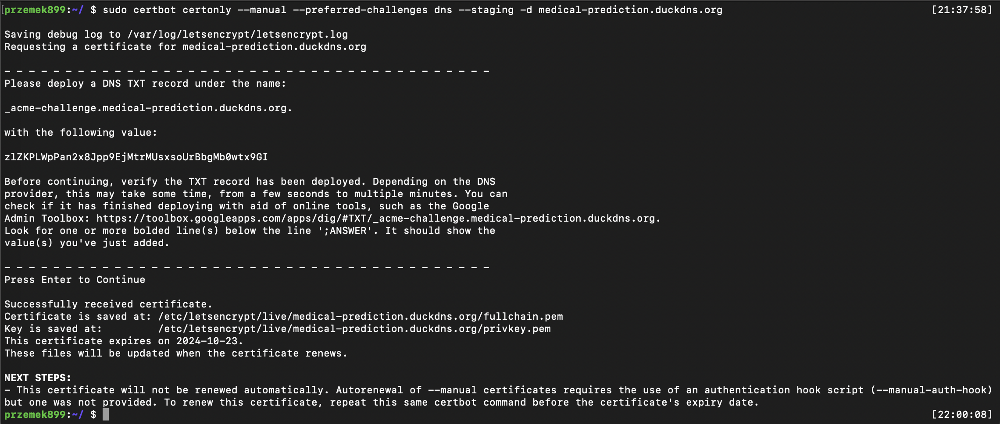 [przemek899:~/ $ sudo certbot certonly --manual --preferred-challenges dns --staging -d medical-prediction.duckdns.org [21:37:58]
Saving debug log to /var/log/letsencrypt/letsencrypt.log
Requesting a certificate for medical-prediction.duckdns.org
- - - - - - - - - - - - - - - - - - - - - - - - - - - - - - - - - - - - - - - -
Please deploy a DNS TXT record under the name:
_acme-challenge.medical-prediction.duckdns.org.
with the following value:
zlZKPLWpPan2x8Jpp9EjMtrMUsxsoUrBbgMb0wtx9GI
Before continuing, verify the TXT record has been deployed. Depending on the DNS
provider, this may take some time, from a few seconds to multiple minutes. You can
check if it has finished deploying with aid of online tools, such as the Google
Admin Toolbox: https://toolbox.googleapps.com/apps/dig/#TXT/_acme-challenge.medical-prediction.duckdns.org.
Look for one or more bolded line(s) below the line ';ANSWER'. It should show the
value(s) you've just added.
- - - - - - - - - - - - - - - - - - - - - - - - - - - - - - - - - - - - - - - -
Press Enter to Continue
Successfully received certificate.
Certificate is saved at: /etc/letsencrypt/live/medical-prediction.duckdns.org/fullchain.pem
Key is saved at:         /etc/letsencrypt/live/medical-prediction.duckdns.org/privkey.pem
This certificate expires on 2024-10-23.
These files will be updated when the certificate renews.
NEXT STEPS:
- This certificate will not be renewed automatically. Autorenewal of --manual certificates requires the use of an authentication hook script (--manual-auth-hook)
but one was not provided. To renew this certificate, repeat this same certbot command before the certificate's expiry date.
przemek899:~/ $ [22:00:08]